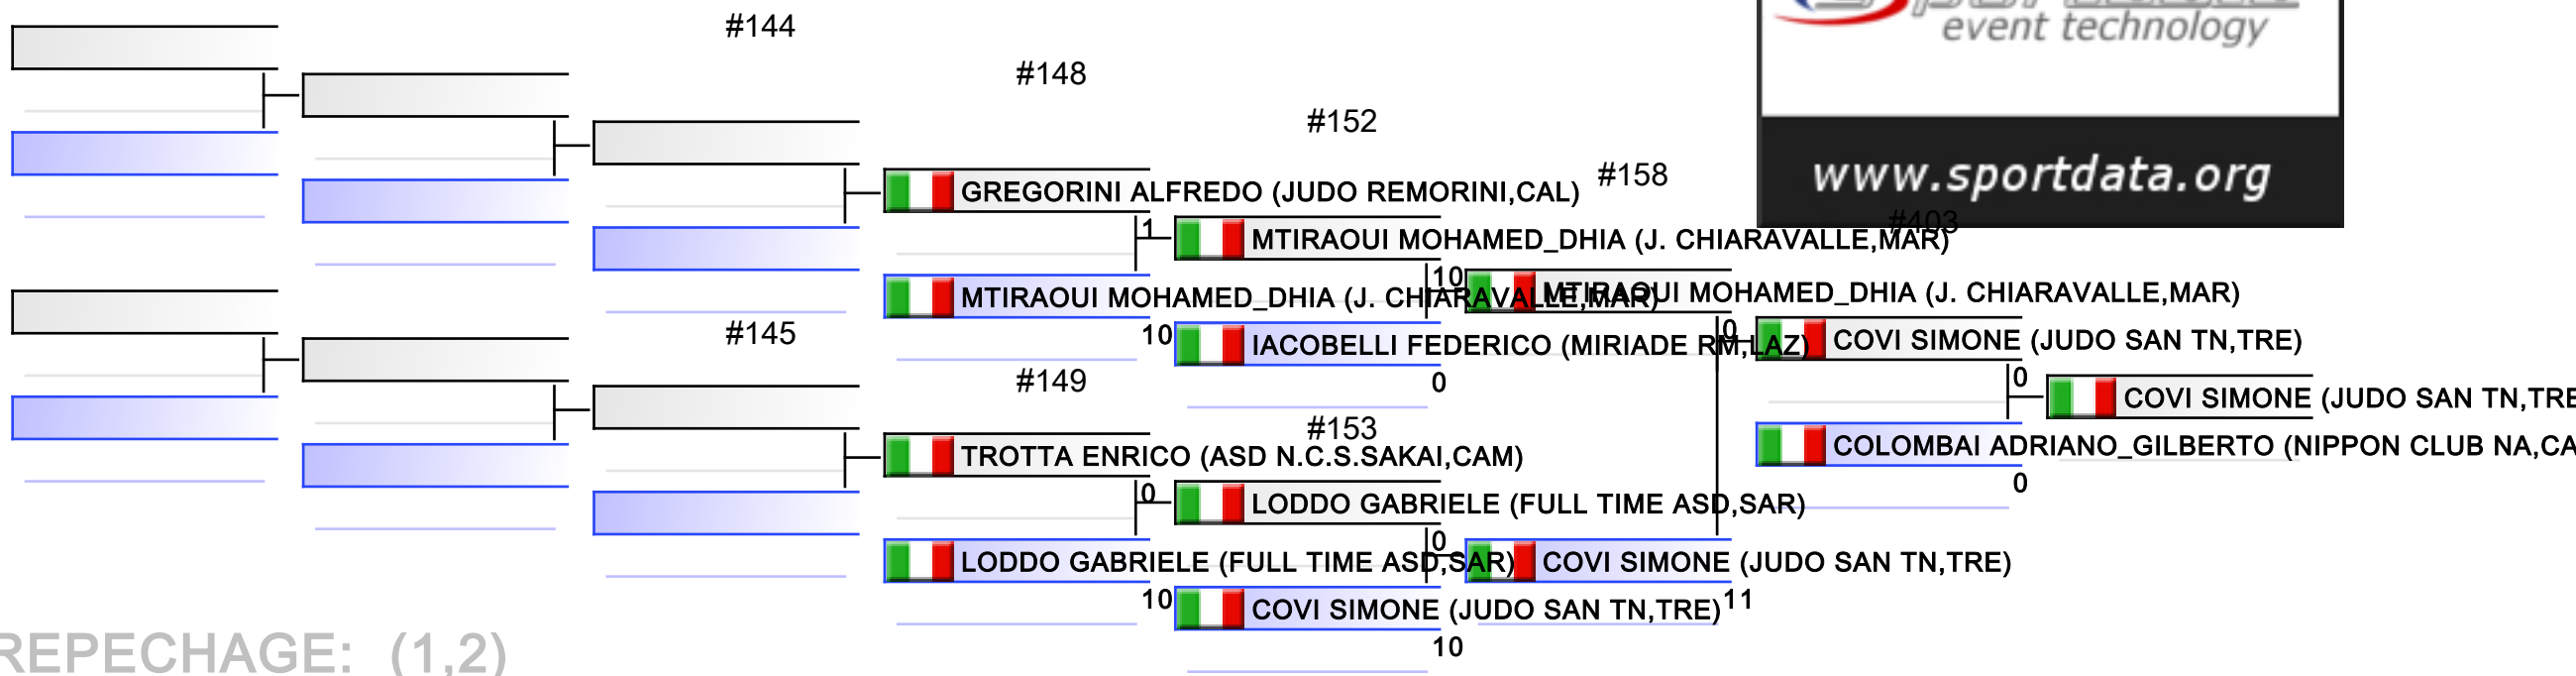 #144
#148
event technology
#152
#158
www.sportdata.org
GREGORINI ALFREDO (JUDO REMORINI,CAL)
1
#403
MTIRAOUI MOHAMED_DHIA (J. CHIARAVALLE,MAR)
10
MTIRAOUI MOHAMED_DHIA (J. CHIARAVALLE,MAR)
MTIRAOUI MOHAMED_DHIA (J. CHIARAVALLE,MAR)
#145
10
0
IACOBELLI FEDERICO (MIRIADE RM,LAZ)
COVI SIMONE (JUDO SAN TN,TRE)
#149
0
0
COVI SIMONE (JUDO SAN TN,TRE
#153
COLOMBAI ADRIANO_GILBERTO (NIPPON CLUB NA,CA
TROTTA ENRICO (ASD N.C.S.SAKAI,CAM)
0
0
LODDO GABRIELE (FULL TIME ASD,SAR)
0
LODDO GABRIELE (FULL TIME ASD,SAR)
COVI SIMONE (JUDO SAN TN,TRE)
10
COVI SIMONE (JUDO SAN TN,TRE)
11
10
REPECHAGE: (1,2)